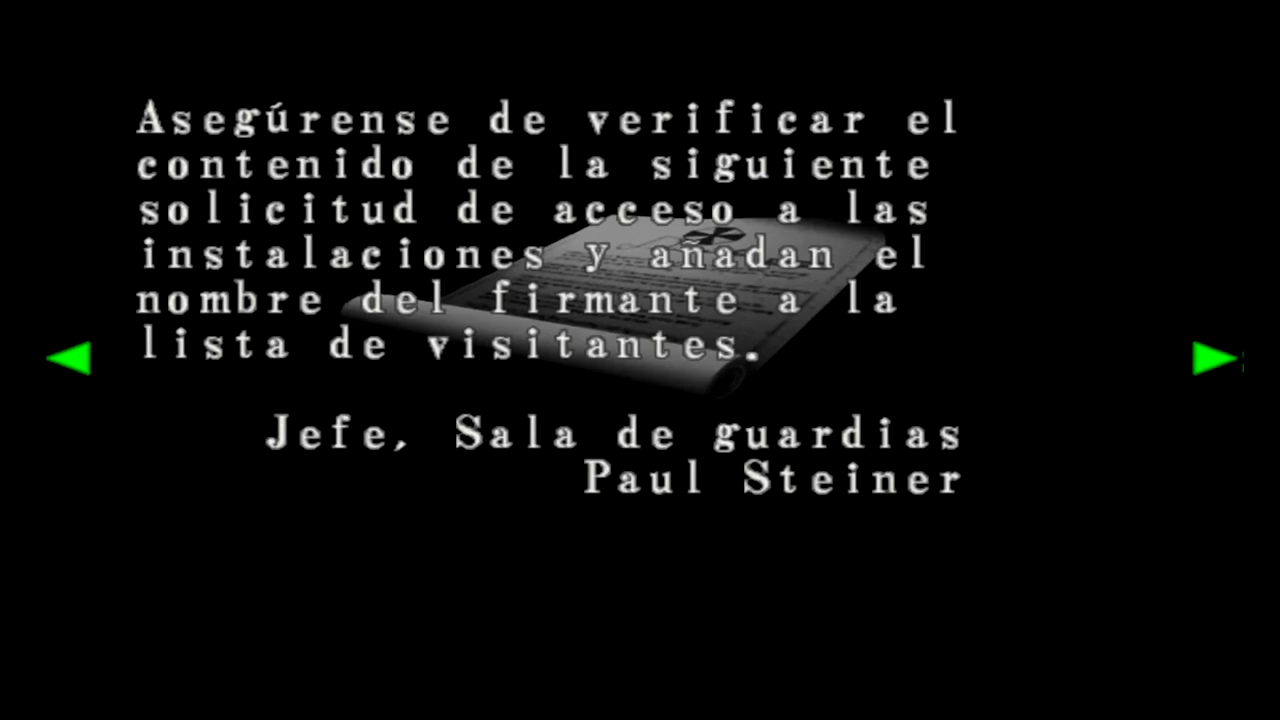 Asegúrense de verificar el
contenido de la siguiente
solicitud de acceso a las
instalaciones y añadan el
nombre del firmante a la
lista de visitantes.
Jefe, Sala de guardias
Paul Steiner